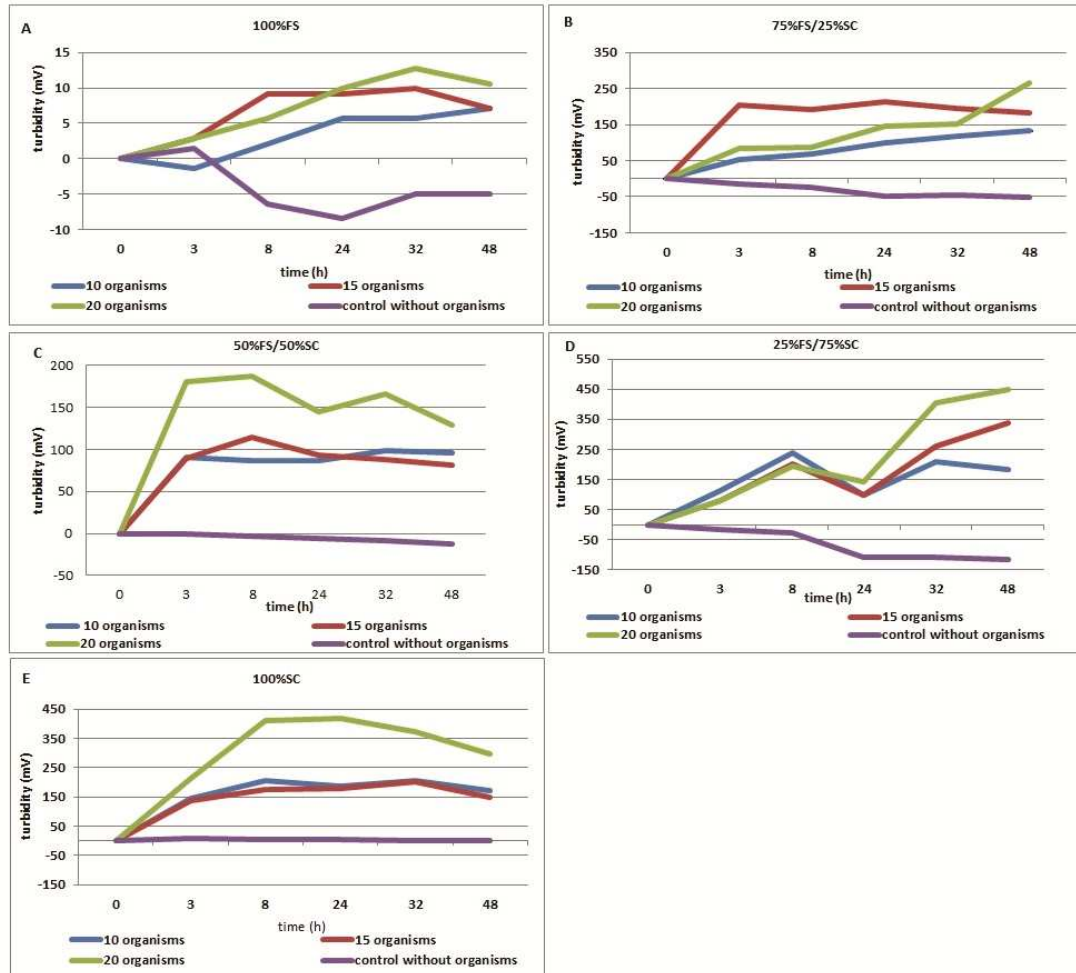 A
100%FS
turbidity (mV)
15
10
5
0
-5
-10
0 3 8 24 32 48
time (h)
10 organisms 15 organisms
20 organisms control without organisms
B
75%FS/25%SC
turbidity (mV)
350
250
150
50
-50
-150
0 3 8 24 32 48
time (h)
10 organisms 15 organisms
20 organisms control without organisms
C
50%FS/50%SC
turbidity (mV)
200
150
100
50
0
-50
0 3 8 24 32 48
time (h)
10 organisms 15 organisms
20 organisms control without organisms
D
25%FS/75%SC
turbidity (mV)
550
450
350
250
150
50
-50
-150
0 3 8 24 32 48
time (h)
10 organisms 15 organisms
20 organisms control without organisms
E
100%SC
turbidity (mV)
450
350
250
150
50
-50
-150
0 3 8 24 32 48
time (h)
10 organisms 15 organisms
20 organisms control without organisms